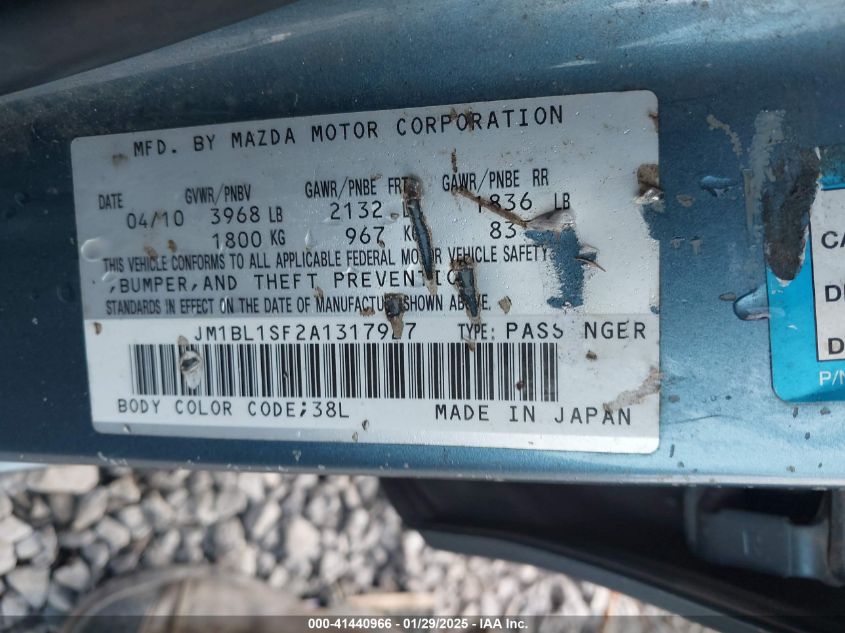 MFD. BY MAZDA MOTOR CORPORATION
DATE GVWR/PNBV GAWR/PNBE FRT GAWR/PNBE RR
04/10 3968 LB 2132 1836 LB
1800 KG 967 83
THIS VEHICLE CONFORMS TO ALL APPLICABLE FEDERAL MOTOR VEHICLE SAFETY
,BUMPER,AND THEFT PREVENTIO
STANDARDS IN EFFECT ON THE DATE OF MANUFACTURE SHOWN ABOVE.
TYPE: PASS NGER
BODY COLOR CODE;38L MADE IN JAPAN
CA
DE
D
P/N
000-41440966 - 01/29/2025 - IAA Inc.